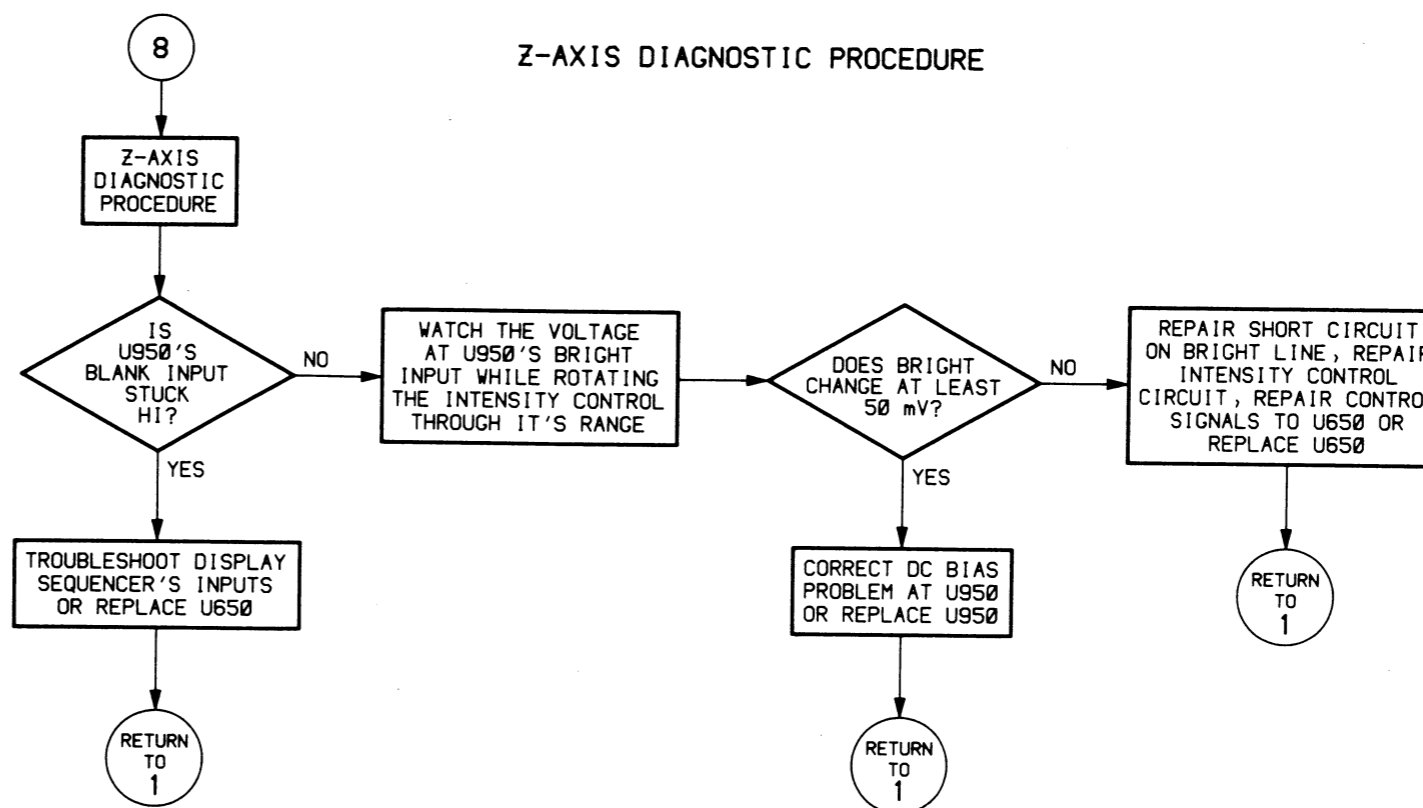 8
Z-AXIS DIAGNOSTIC PROCEDURE
Z-AXIS
DIAGNOSTIC
PROCEDURE
IS
U950'S
BLANK INPUT
STUCK
HI?
NO
YES
WATCH THE VOLTAGE
AT U950'S BRIGHT
INPUT WHILE ROTATING
THE INTENSITY CONTROL
THROUGH IT'S RANGE
DOES BRIGHT
CHANGE AT LEAST
50 mV?
NO
YES
REPAIR SHORT CIRCUIT
ON BRIGHT LINE, REPAIR
INTENSITY CONTROL
CIRCUIT, REPAIR CONTRO
SIGNALS TO U650 OR
REPLACE U650
TROUBLESHOOT DISPLAY
SEQUENCER'S INPUTS
OR REPLACE U650
CORRECT DC BIAS
PROBLEM AT U950
OR REPLACE U950
RETURN
TO
1
RETURN
TO
1
RETURN
TO
1